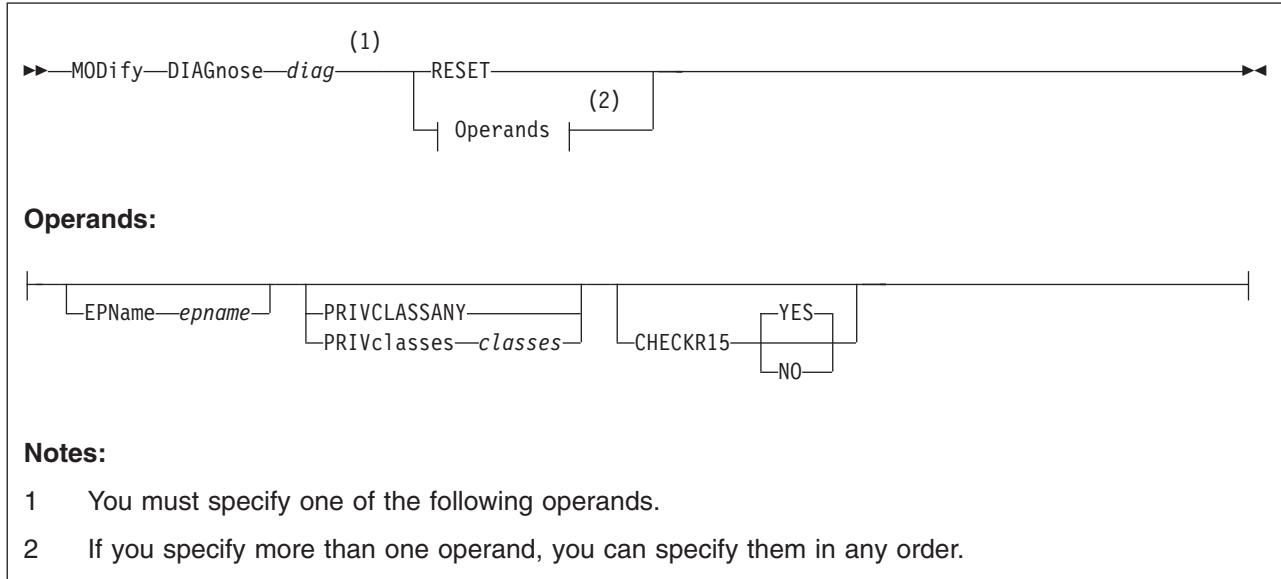 (1)
MODify DIAGnose diag RESET
(2)
Operands
Operands:
EPName epname PRIVCLASSANY YES
PRIVclasses classes CHECKR15
NO
Notes:
1 You must specify one of the following operands.
2 If you specify more than one operand, you can specify them in any order.